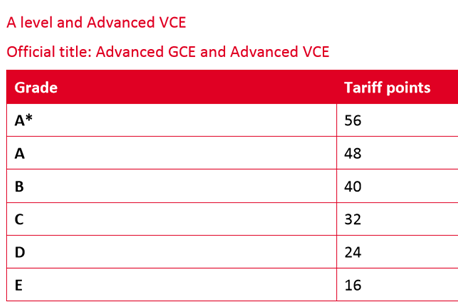 A level and Advanced VCE
Official title: Advanced GCE and Advanced VCE
Grade Tariff points
A* 56
A 48
B 40
C 32
D 24
E 16